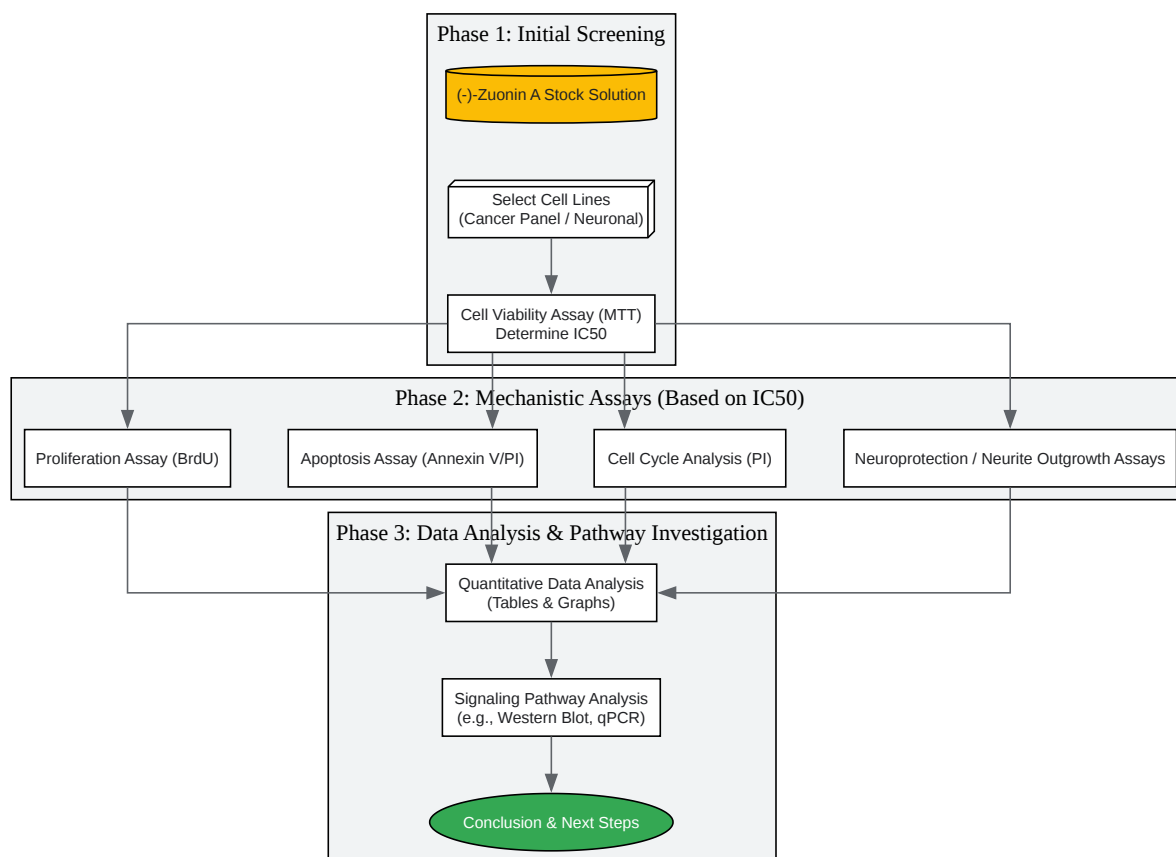 Phase 1: Initial Screening
(-)-Zuonin A Stock Solution
Select Cell Lines
(Cancer Panel / Neuronal)
Cell Viability Assay (MTT)
Determine IC50
Phase 2: Mechanistic Assays (Based on IC50)
Proliferation Assay (BrdU)
Apoptosis Assay (Annexin V/PI)
Cell Cycle Analysis (PI)
Neuroprotection / Neurite Outgrowth Assays
Phase 3: Data Analysis & Pathway Investigation
Quantitative Data Analysis
(Tables & Graphs)
Signaling Pathway Analysis
(e.g., Western Blot, qPCR)
Conclusion & Next Steps